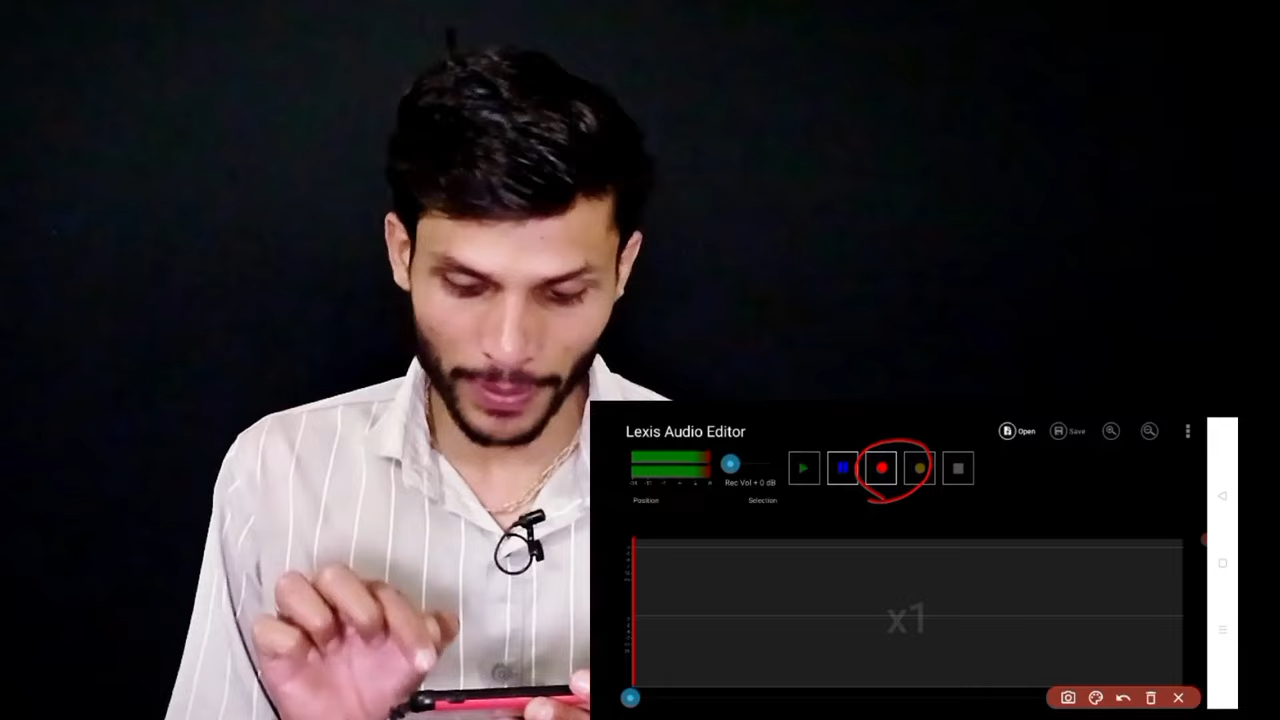 Lexis Audio Editor
Open
Save
Rec Vol + 0 dB
Position
Selection
x1